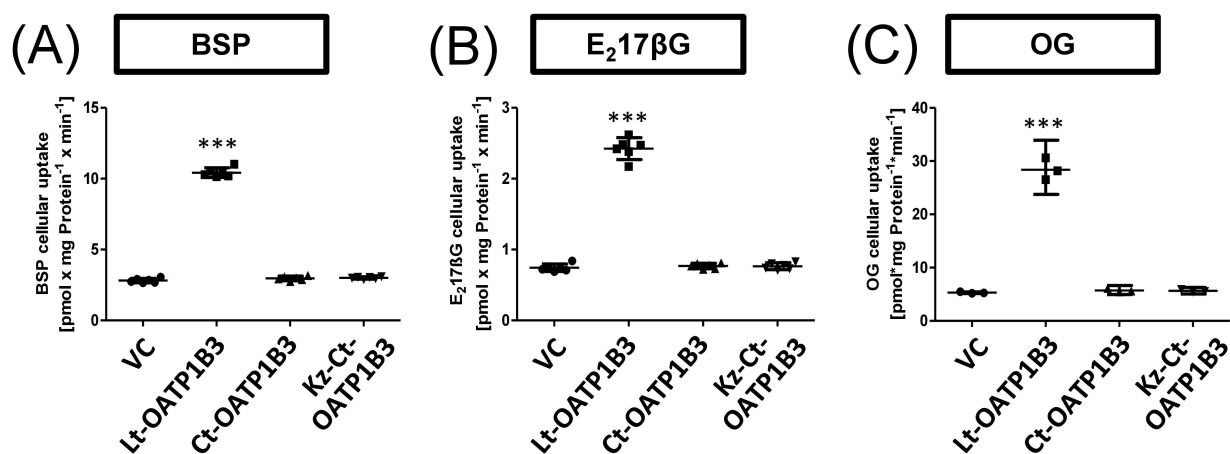 (A) BSP
BSP cellular uptake
[pmol x mg Protein⁻¹ x min⁻¹]
15
10
5
0
***
VC
Lt-OATP1B3
Ct-OATP1B3
Kz-Ct-
OATP1B3
(B) E₂17βG
E₂17ßG cellular uptake
[pmol x mg Protein⁻¹ x min⁻¹]
3
2
1
0
***
VC
Lt-OATP1B3
Ct-OATP1B3
Kz-Ct-
OATP1B3
(C) OG
OG cellular uptake
[pmol*mg Protein⁻¹*min⁻¹]
40
30
20
10
0
***
VC
Lt-OATP1B3
Ct-OATP1B3
Kz-Ct-
OATP1B3